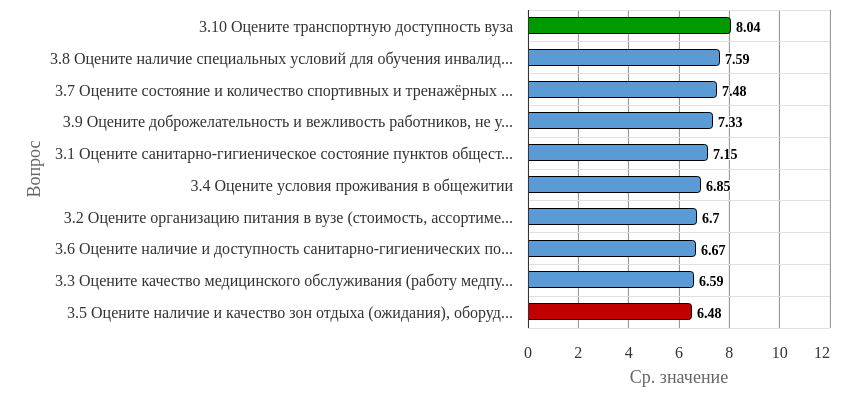 3.10 Оцените транспортную доступность вуза 8.04
3.8 Оцените наличие специальных условий для обучения инвалид... 7.59
3.7 Оцените состояние и количество спортивных и тренажёрных ... 7.48
3.9 Оцените доброжелательность и вежливость работников, не у... 7.33
3.1 Оцените санитарно-гигиеническое состояние пунктов общест... 7.15
3.4 Оцените условия проживания в общежитии 6.85
3.2 Оцените организацию питания в вузе (стоимость, ассортиме... 6.7
3.6 Оцените наличие и доступность санитарно-гигиенических по... 6.67
3.3 Оцените качество медицинского обслуживания (работу медпу... 6.59
3.5 Оцените наличие и качество зон отдыха (ожидания), оборуд... 6.48
Вопрос
0 2 4 6 8 10 12
Ср. значение